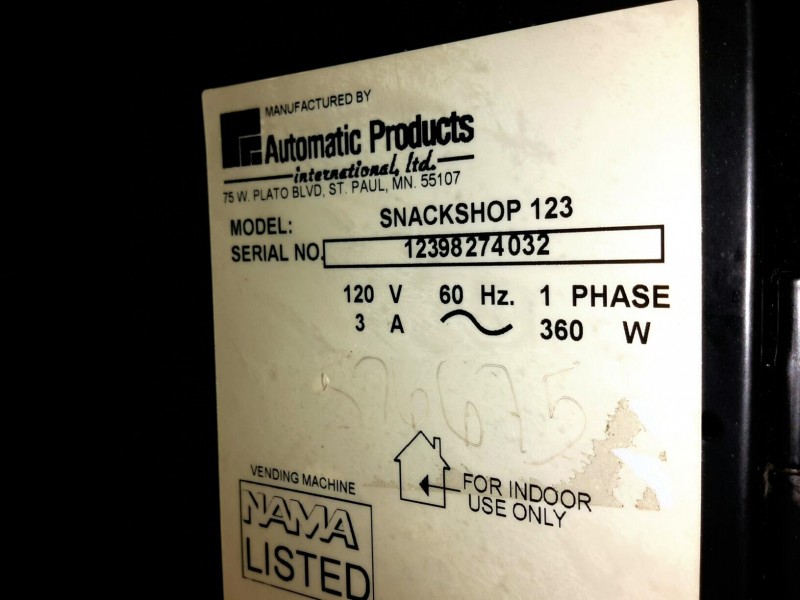 MANUFACTURED BY
Automatic Products
international, ltd.
75 W. PLATO BLVD, ST. PAUL, MN. 55107
MODEL: SNACKSHOP 123
SERIAL NO. 12398274032
120 V 60 Hz. 1 PHASE
3 A 360 W
FOR INDOOR
USE ONLY
VENDING MACHINE
NAMA
LISTED